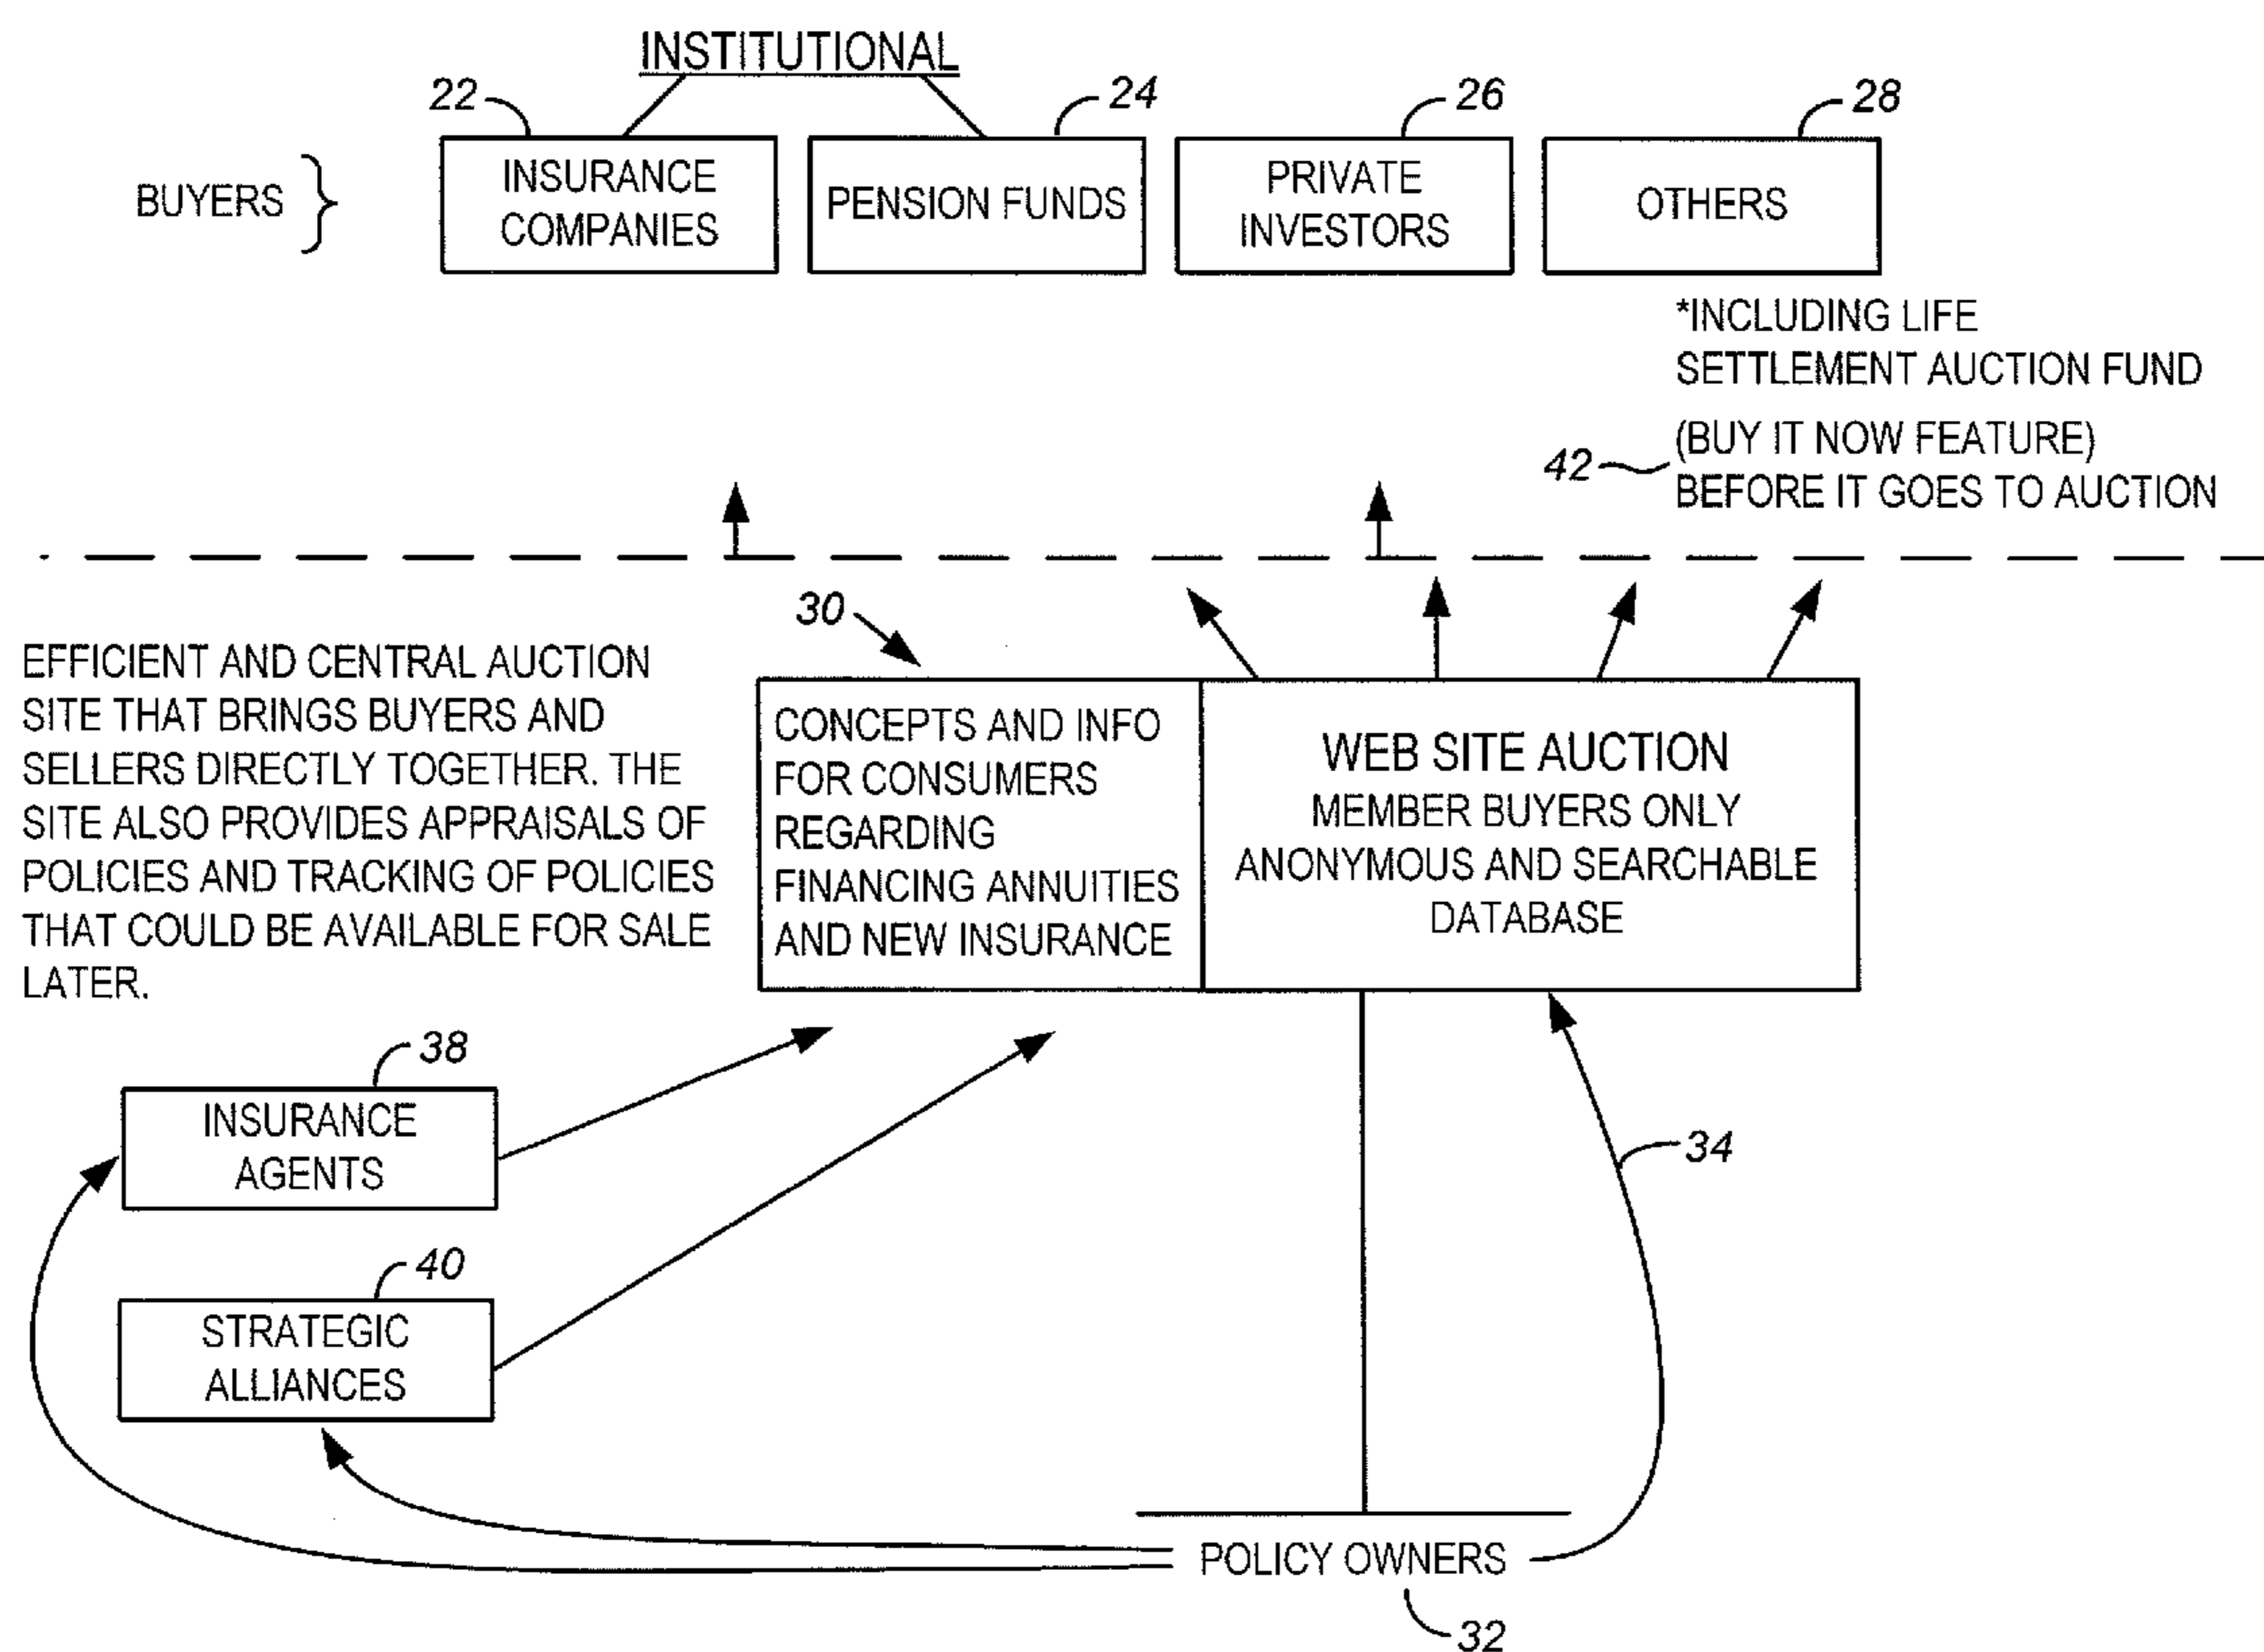 INSTITUTIONAL
22
24
26
28
BUYERS
INSURANCE
COMPANIES
PENSION FUNDS
PRIVATE
INVESTORS
OTHERS
*INCLUDING LIFE
SETTLEMENT AUCTION FUND
(BUY IT NOW FEATURE)
42
BEFORE IT GOES TO AUCTION
30
EFFICIENT AND CENTRAL AUCTION
SITE THAT BRINGS BUYERS AND
SELLERS DIRECTLY TOGETHER. THE
SITE ALSO PROVIDES APPRAISALS OF
POLICIES AND TRACKING OF POLICIES
THAT COULD BE AVAILABLE FOR SALE
LATER.
CONCEPTS AND INFO
FOR CONSUMERS
REGARDING
FINANCING ANNUITIES
AND NEW INSURANCE
WEB SITE AUCTION
MEMBER BUYERS ONLY
ANONYMOUS AND SEARCHABLE
DATABASE
38
INSURANCE
AGENTS
34
40
STRATEGIC
ALLIANCES
POLICY OWNERS
32